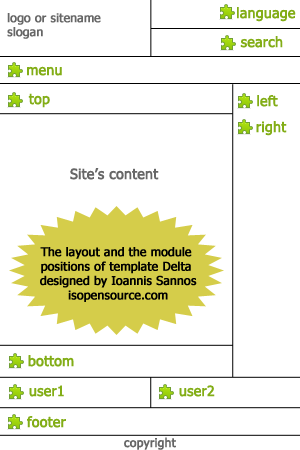 logo or sitename
slogan
language
search
menu
top
left
right
Site's content
The layout and the module
positions of template Delta
designed by Ioannis Sannos
isopensource.com
bottom
user1
user2
footer
copyright